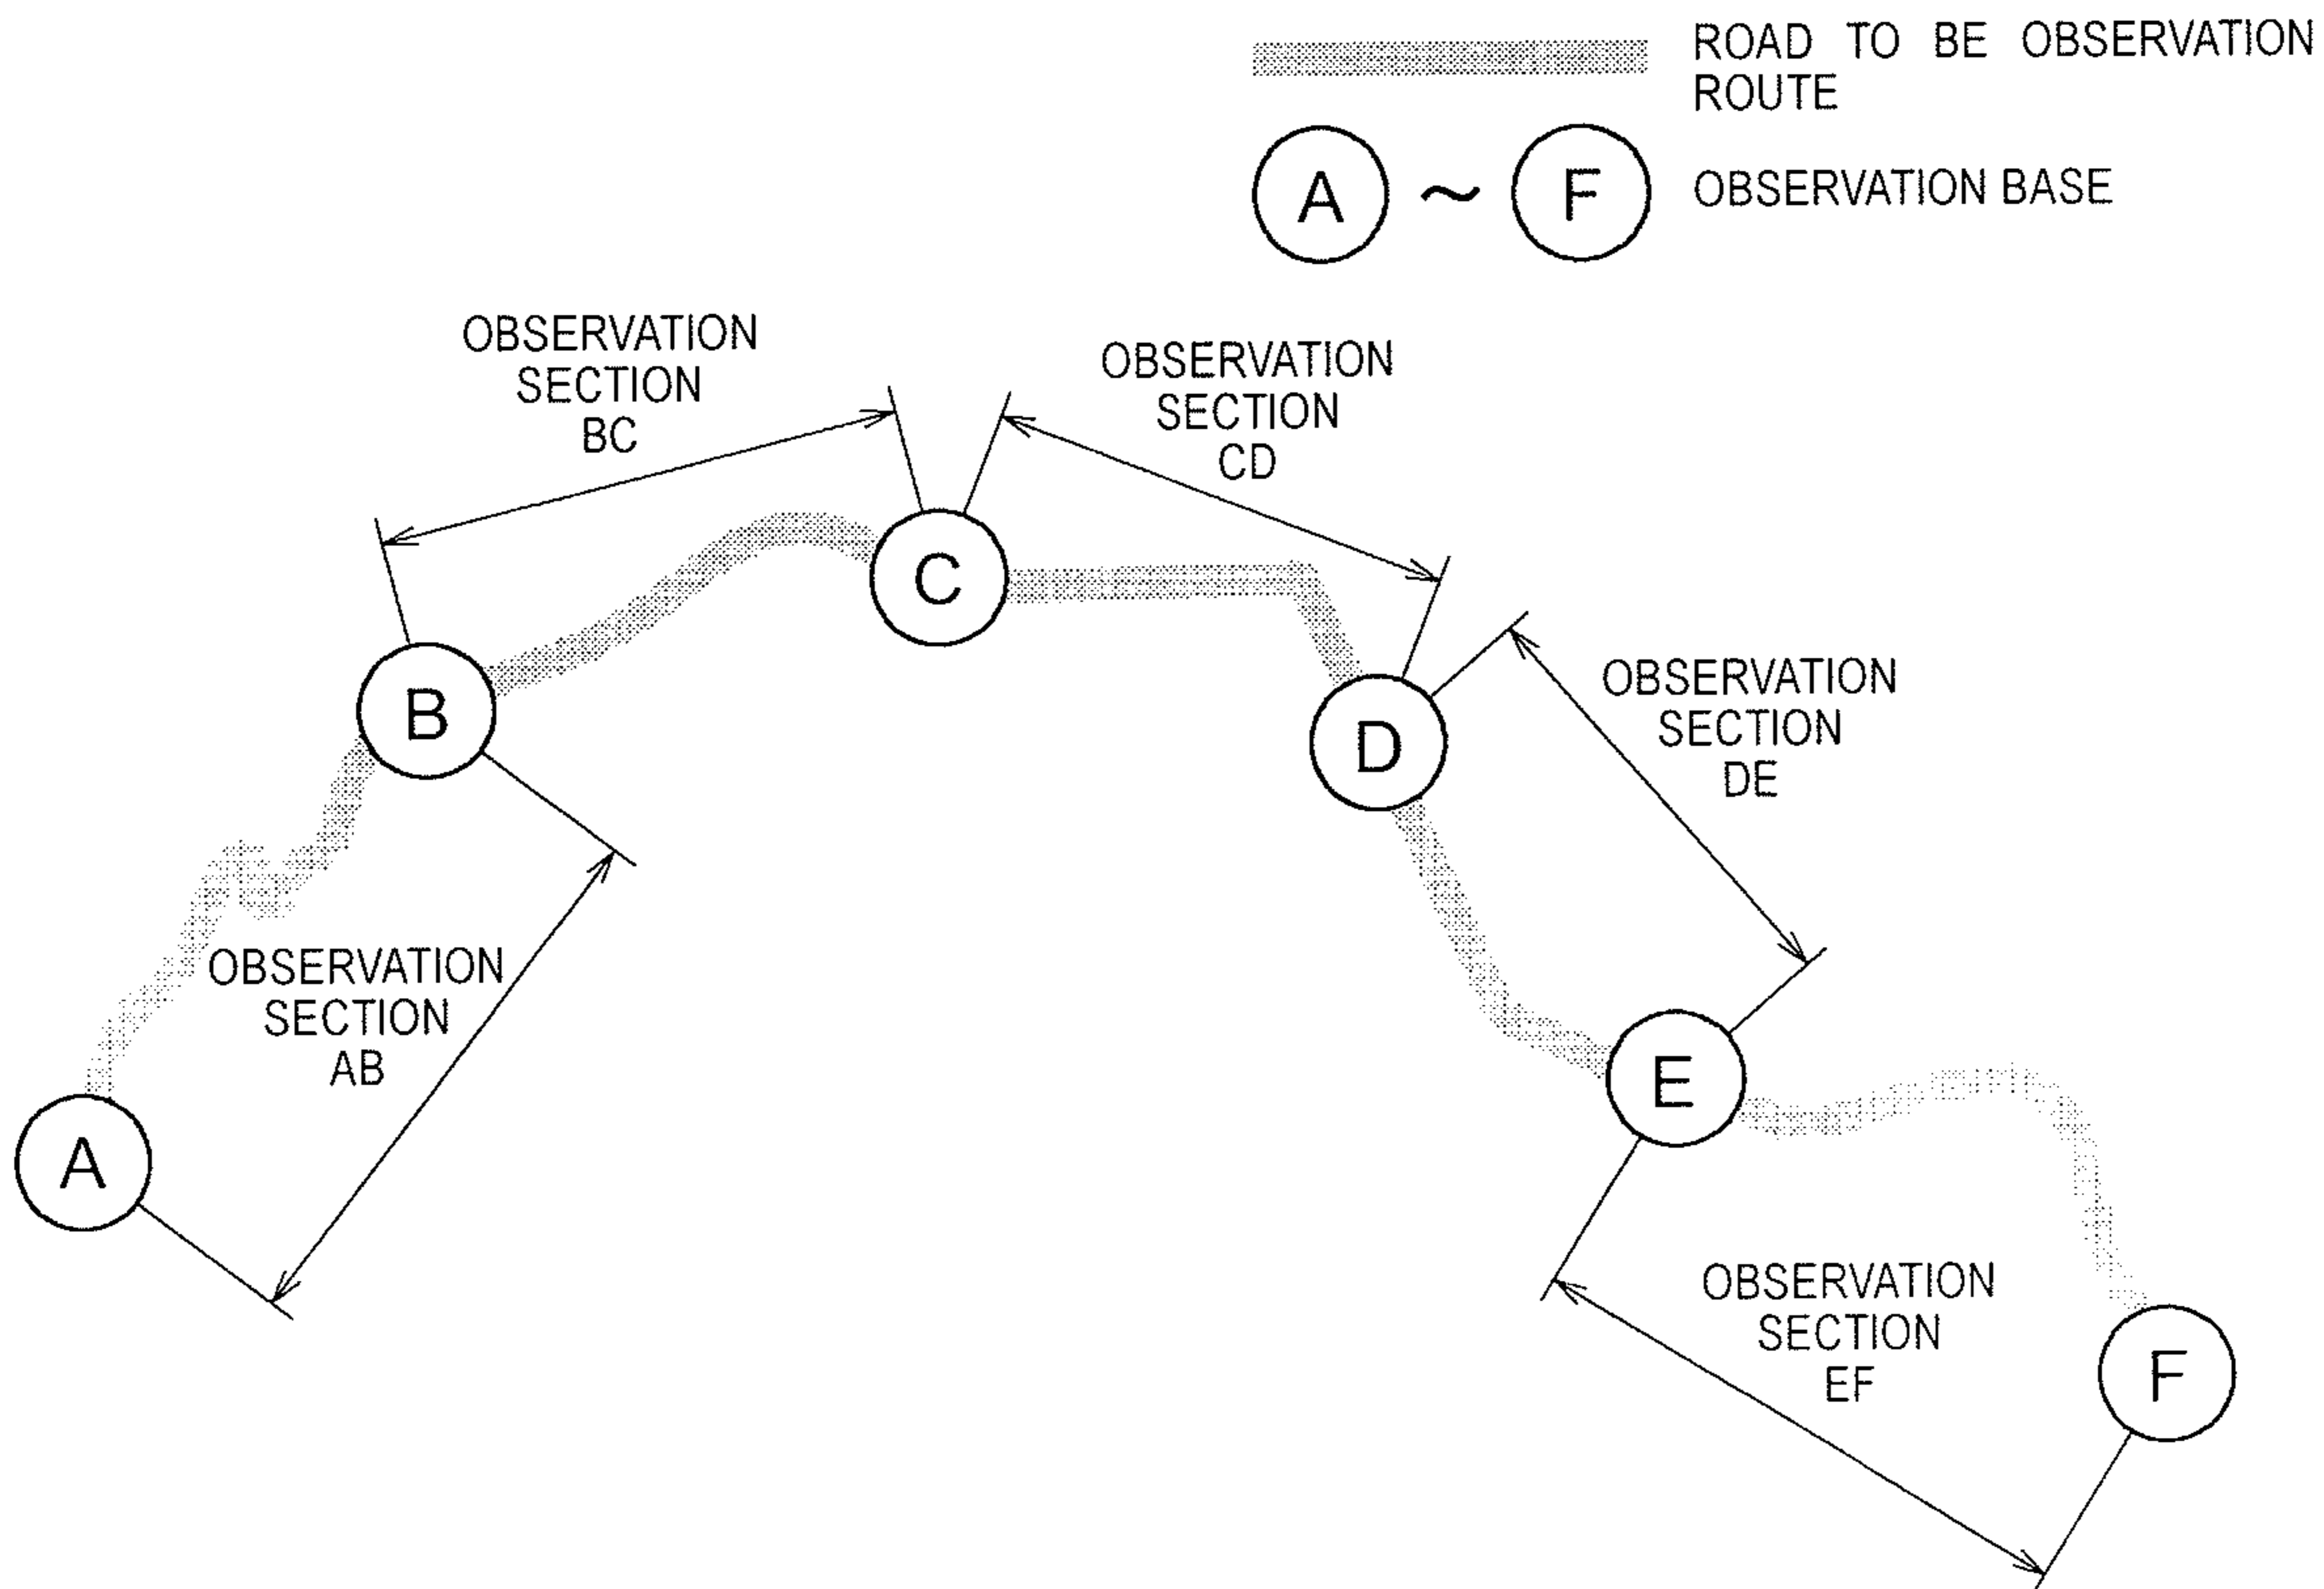 ROAD TO BE OBSERVATION
ROUTE
A ~ F OBSERVATION BASE
OBSERVATION
SECTION
BC
OBSERVATION
SECTION
CD
C
B
D
OBSERVATION
SECTION
DE
OBSERVATION
SECTION
AB
A
E
OBSERVATION
SECTION
EF
F